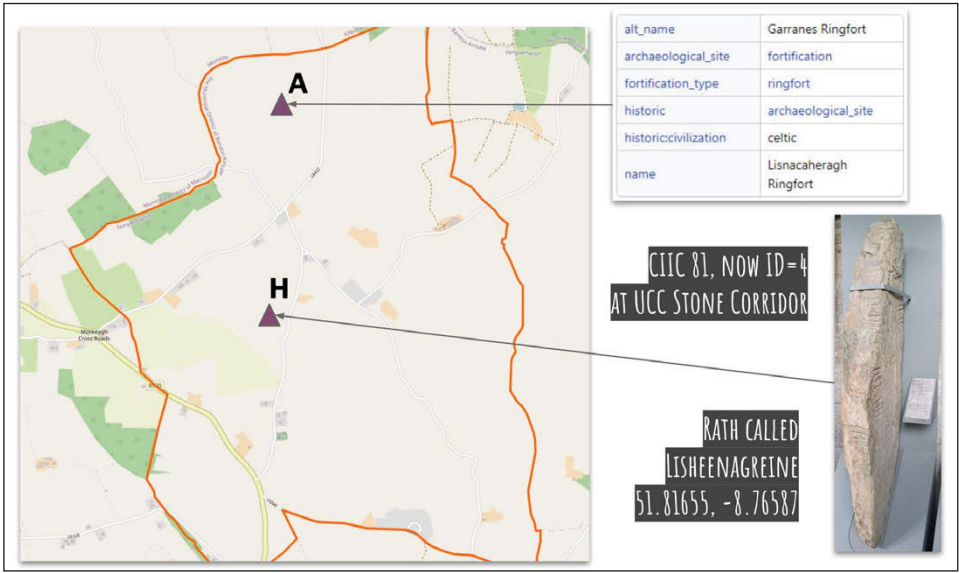 A
H
Moskeagh
Cross Roads
alt_name Garranes Ringfort
archaeological_site fortification
fortification_type ringfort
historic archaeological_site
historic:civilization celtic
name Lisnacaheragh
Ringfort
CIIC 81, NOW ID=4
AT UCC STONE CORRIDOR
RATH CALLED
LISHEENAGREINE
51.81655, -8.76587